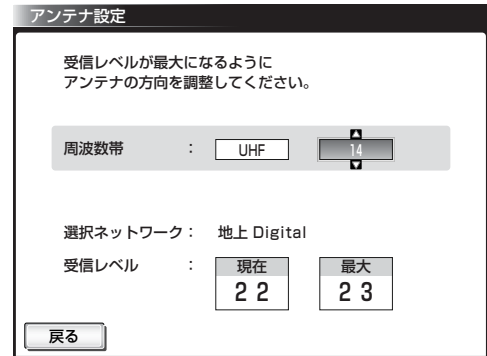 アンテナ設定
受信レベルが最大になるように
アンテナの方向を調整してください。
周波数帯 : UHF 14
選択ネットワーク : 地上 Digital
受信レベル : 現在 最大
22 23
戻る